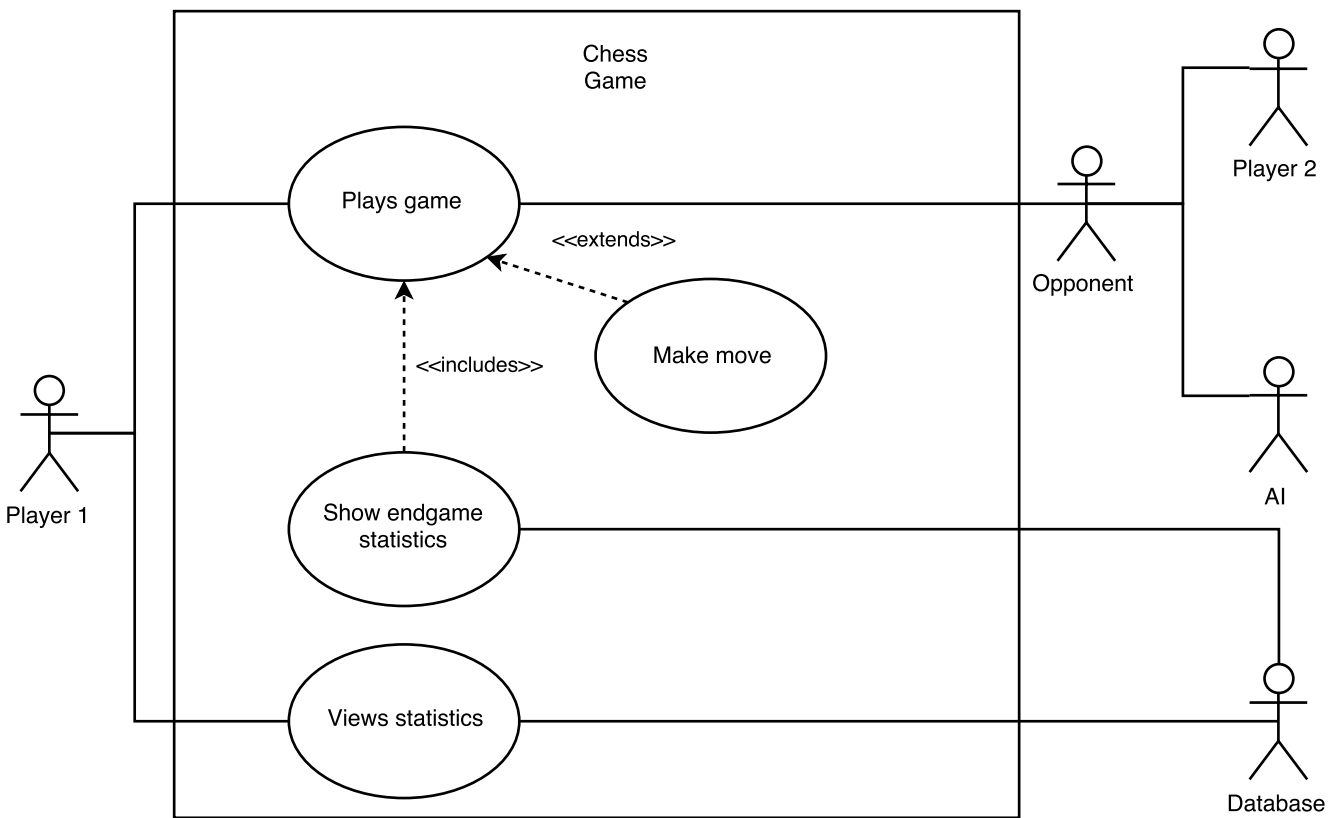 Chess
Game
Player 2
Plays game
<<extends>>
Opponent
Make move
<<includes>>
AI
Player 1
Show endgame
statistics
Views statistics
Database